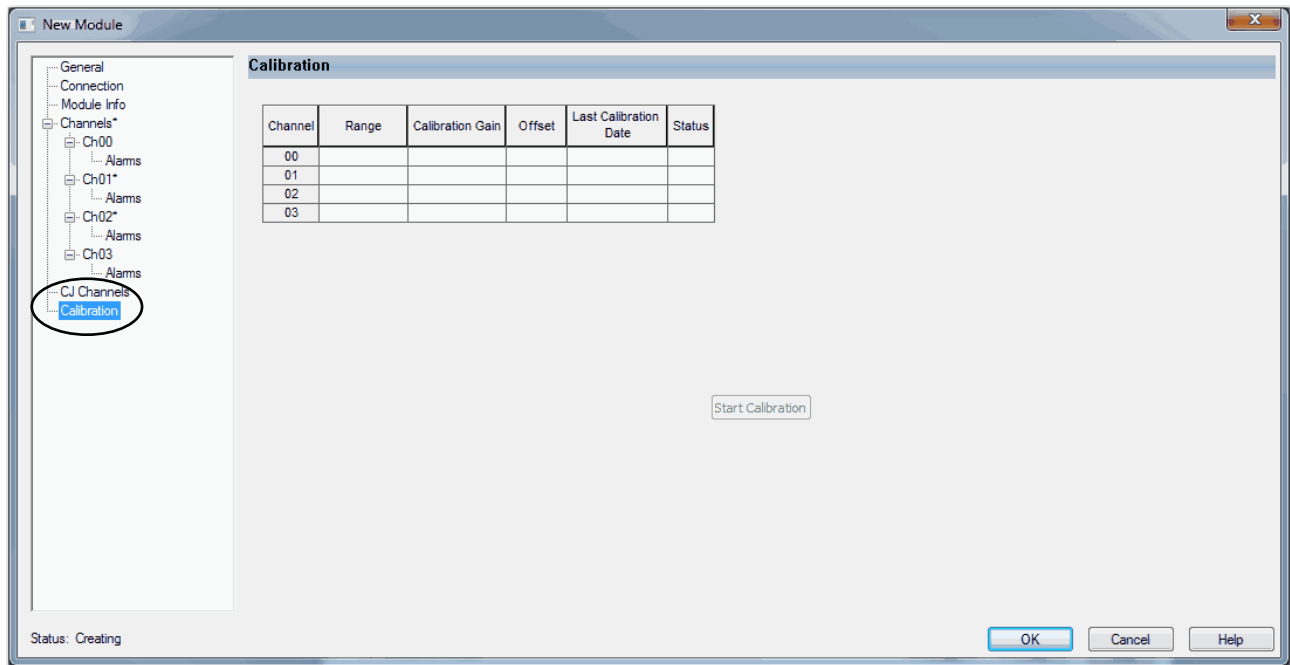 New Module
General
Connection
Module Info
Channels*
Ch00
Alarms
Ch01*
Alarms
Ch02*
Alarms
Ch03
Alarms
CJ Channels
Calibration
Calibration
Channel Range Calibration Gain Offset Last Calibration Date Status
00
01
02
03
Start Calibration
Status: Creating
OK Cancel Help